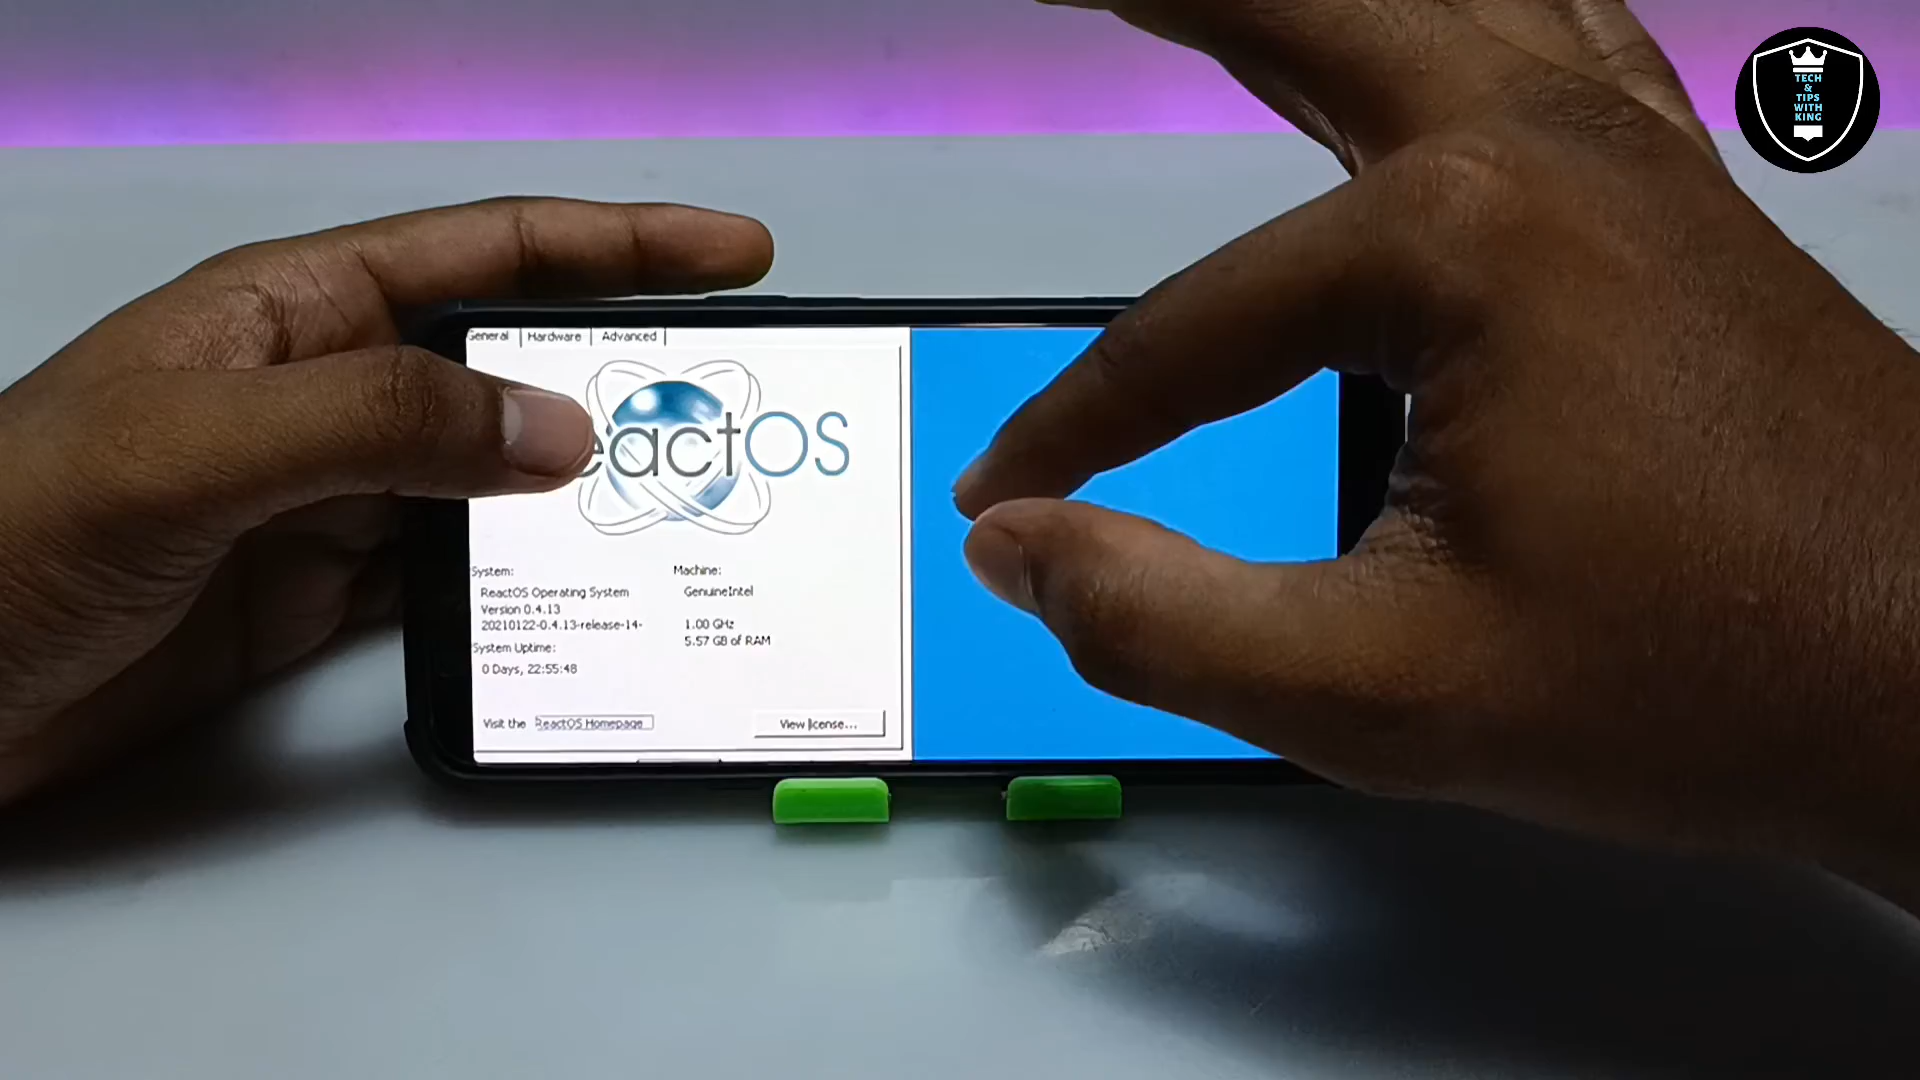 TECH
&
TIPS
WITH
KING
General
Hardware
Advanced
eactOS
System:
ReactOS Operating System
Version 0.4.13
20210122-0.4.13-release-14-
System Uptime:
0 Days, 22:55:48
Machine:
GenuineIntel
1.00 GHz
5.57 GB of RAM
Visit the ReactOS Homepage
View license...